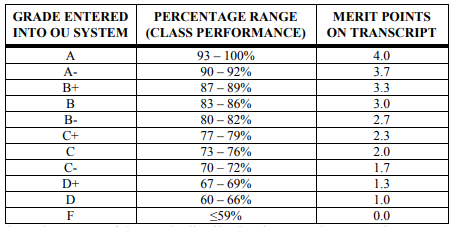 GRADE ENTERED INTO OU SYSTEM | PERCENTAGE RANGE (CLASS PERFORMANCE) | MERIT POINTS ON TRANSCRIPT
A | 93 – 100% | 4.0
A- | 90 – 92% | 3.7
B+ | 87 – 89% | 3.3
B | 83 – 86% | 3.0
B- | 80 – 82% | 2.7
C+ | 77 – 79% | 2.3
C | 73 – 76% | 2.0
C- | 70 – 72% | 1.7
D+ | 67 – 69% | 1.3
D | 60 – 66% | 1.0
F | ≤59% | 0.0